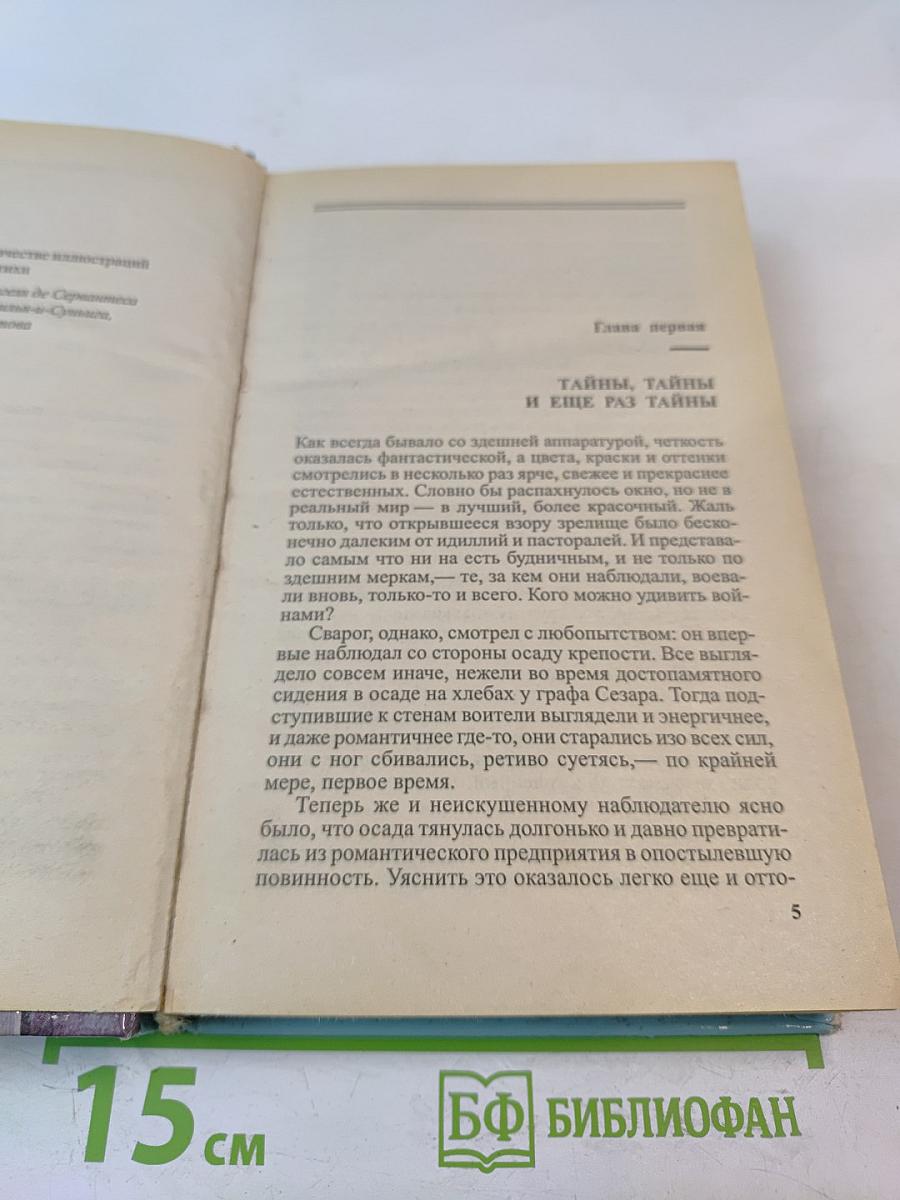 честве иллюстраций
тихи
де Сервантеса
Глава первая
ТАЙНЫ, ТАЙНЫ
И ЕЩЕ РАЗ ТАЙНЫ
Как всегда бывало со здешней аппаратурой, четкость
оказалась фантастической, а цвета, краски и оттенки
смотрелись в несколько раз ярче, свежее и прекраснее
естественных. Словно бы распахнулось окно, но не в
реальный мир — в лучший, более красочный. Жаль
только, что открывшееся взору зрелище было беско-
нечно далеким от идиллий и пасторалей. И представа-
ло самым что ни на есть будничным, и не только по
здешним меркам,— те, за кем они наблюдали, воева-
ли вновь, только-то и всего. Кого можно удивить вой-
нами?
Сварог, однако, смотрел с любопытством: он впер-
вые наблюдал со стороны осаду крепости. Все выгля-
дело совсем иначе, нежели во время достопамятного
сидения в осаде на хлебах у графа Сезара. Тогда под-
ступившие к стенам воители выглядели и энергичнее,
и даже романтичнее где-то, они старались изо всех сил,
они с ног сбивались, ретиво суетясь,— по крайней
мере, первое время.
Теперь же и неискушенному наблюдателю ясно
было, что осада тянулась долгонько и давно преврати-
лась из романтического предприятия в опостылевшую
повинность. Уяснить это оказалось легко еще и отто-
5
15 см
БФ БИБЛИОФАН